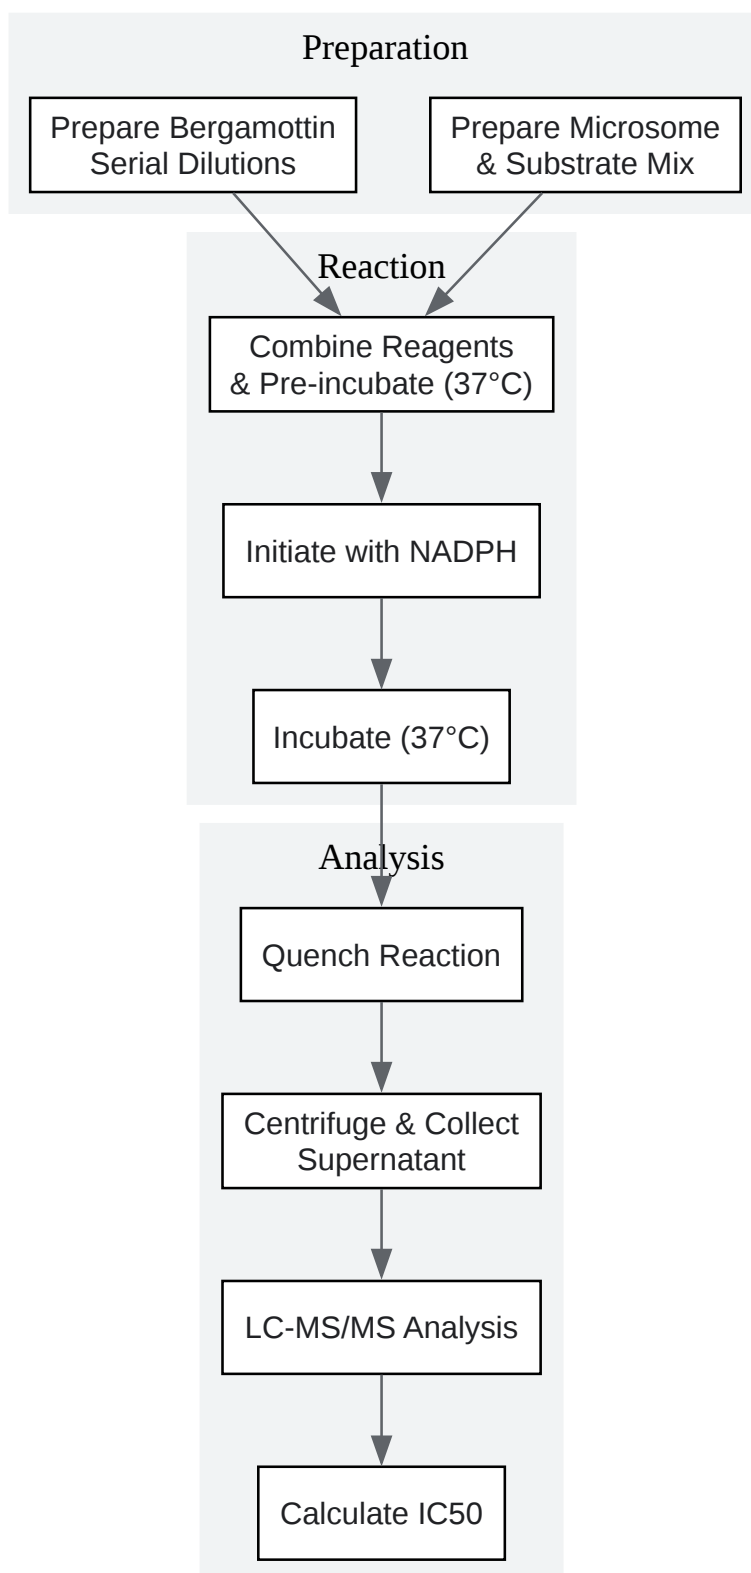 Preparation
Prepare Bergamottin
Serial Dilutions
Prepare Microsome
& Substrate Mix
Reaction
Combine Reagents
& Pre-incubate (37°C)
Initiate with NADPH
Incubate (37°C)
Analysis
Quench Reaction
Centrifuge & Collect
Supernatant
LC-MS/MS Analysis
Calculate IC50